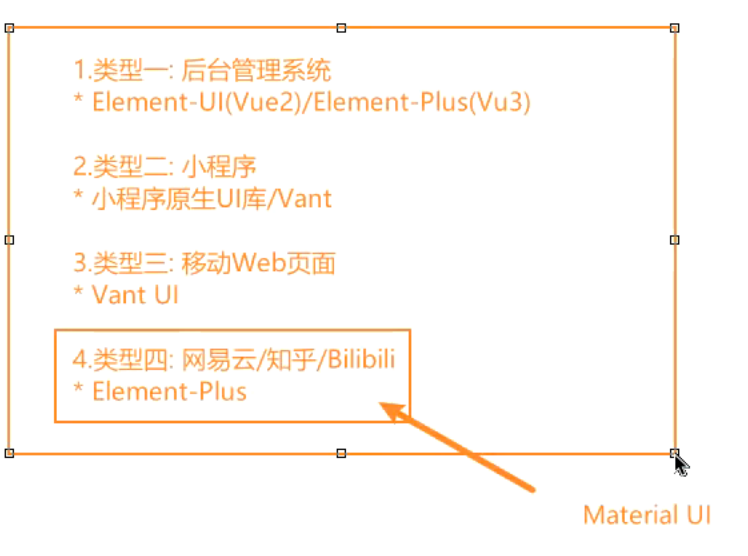 1.类型一: 后台管理系统
* Element-UI(Vue2)/Element-Plus(Vu3)
2.类型二: 小程序
* 小程序原生UI库/Vant
3.类型三: 移动Web页面
* Vant UI
4.类型四: 网易云/知乎/Bilibili
* Element-Plus
Material UI